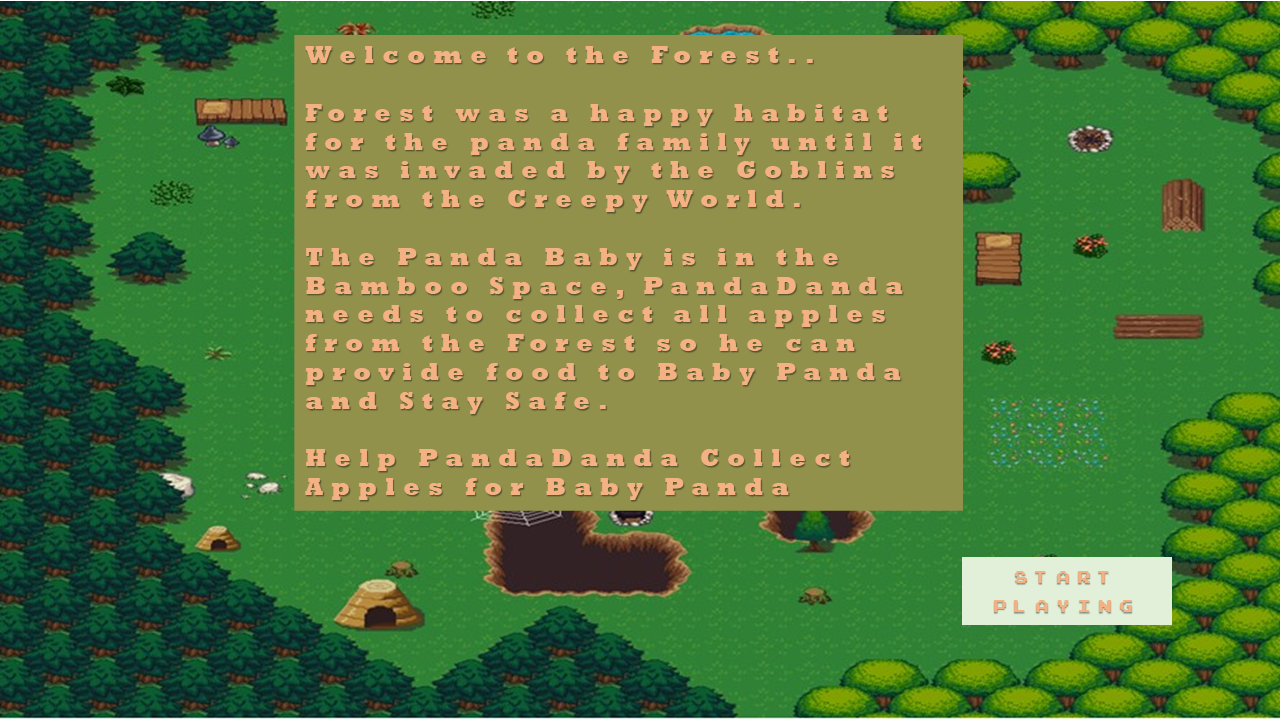 Welcome to the Forest..
Forest was a happy habitat
for the panda family until it
was invaded by the Goblins
from the Creepy World.
The Panda Baby is in the
Bamboo Space, PandaDanda
needs to collect all apples
from the Forest so he can
provide food to Baby Panda
and Stay Safe.
Help PandaDanda Collect
Apples for Baby Panda
START
PLAYING